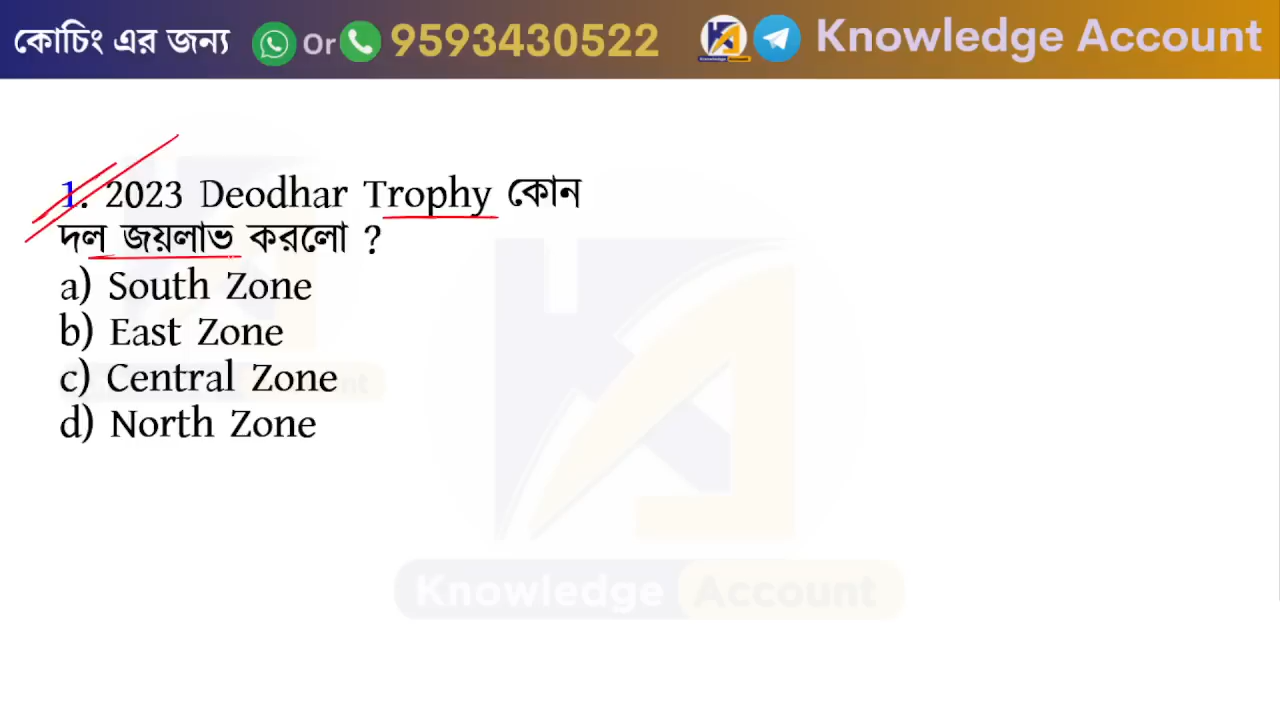 কোচিং এর জন্য Or 9593430522 Knowledge Account
1. 2023 Deodhar Trophy কোন
দল জয়লাভ করলো ?
a) South Zone
b) East Zone
c) Central Zone
d) North Zone
Knowledge Account